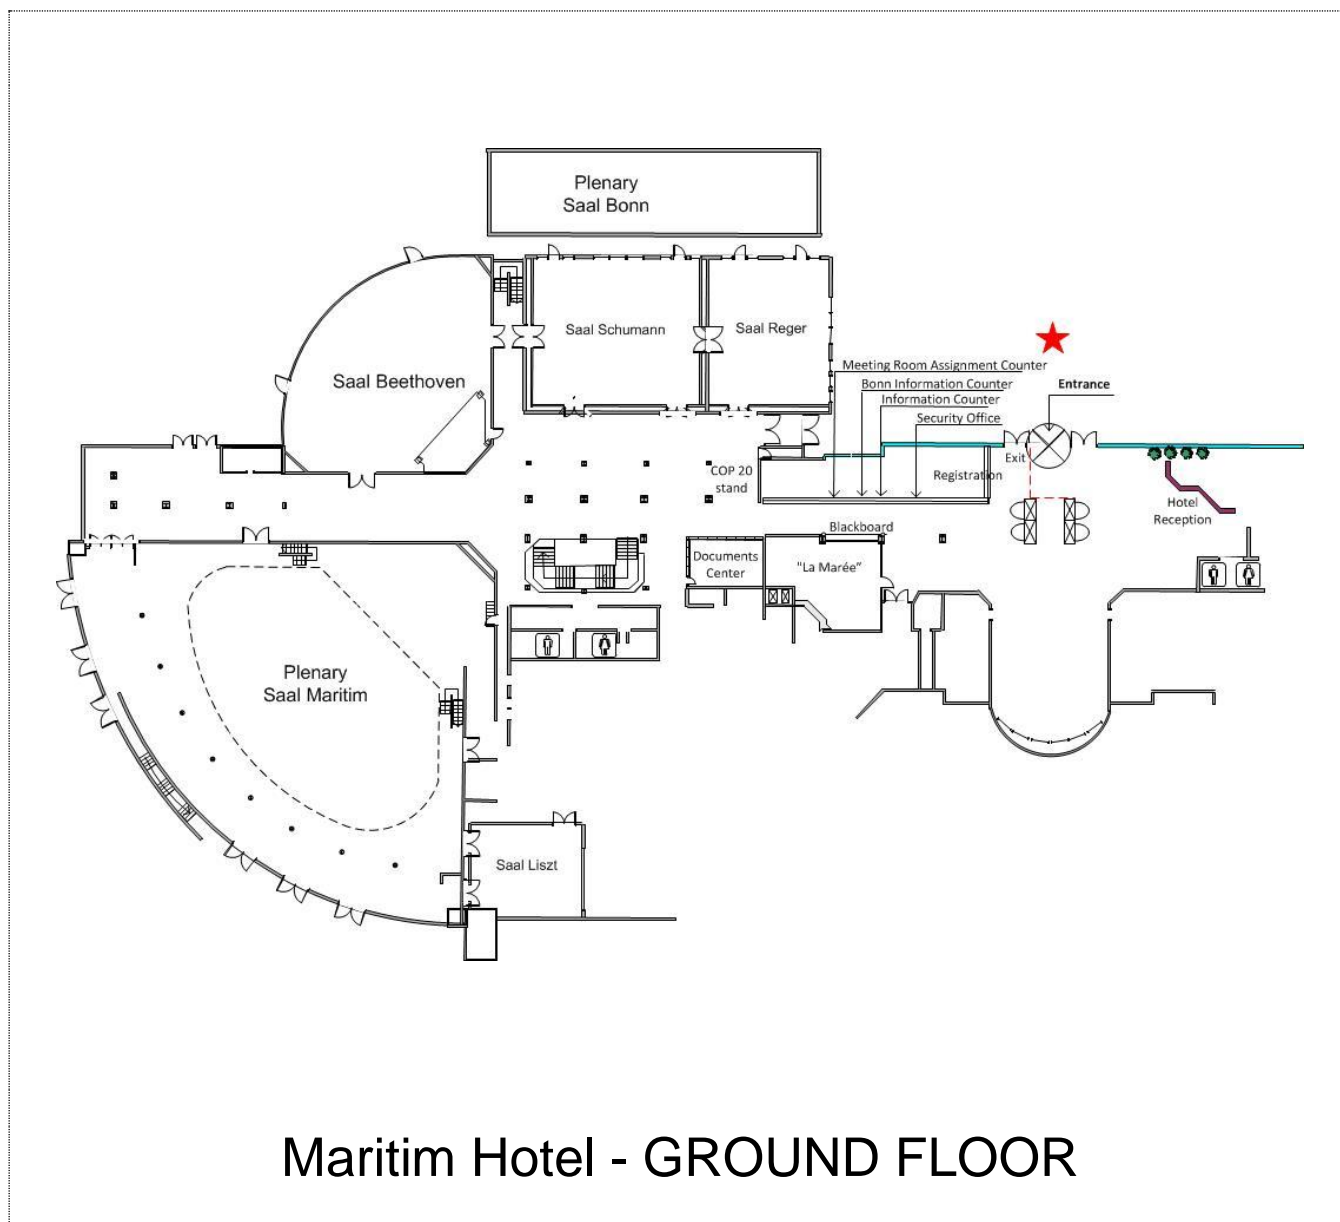 Plenary
Saal Bonn
Saal Schumann
Saal Reger
Saal Beethoven
Meeting Room Assignment Counter
Bonn Information Counter
Entrance
Information Counter
Security Office
Exit
COP 20
stand
Registration
Hotel
Reception
Blackboard
Documents
Center
"La Marée"
Plenary
Saal Maritim
Saal Liszt
Maritim Hotel - GROUND FLOOR